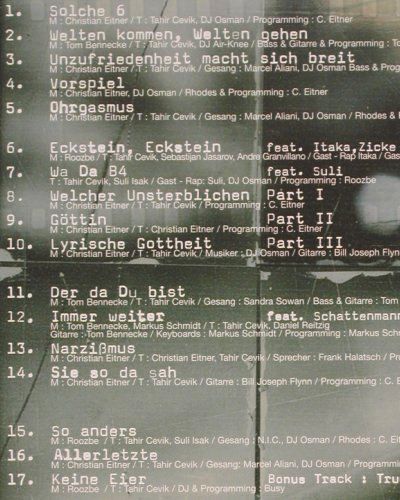 1. Solche 6
M : Christian Eitner / T : Tahir Cevik, DJ Osman / Programming : C. Eitner
2. Welten kommen, Welten gehen
M : Tom Bennecke / T : Tahir Cevik, DJ Air-Knee / Bass & Gitarre & Programming : To
3. Unzufriedenheit macht sich breit
M : Christian Eitner / T : Tahir Cevik / Gesang : Marcel Aliani, DJ Osman Bass & Prog
4. Vorspiel
M : Christian Eitner, DJ Osman / Rhodes & Programming : C. Eitner
5. Ohrgasmus
M : Christian Eitner / T : Tahir Cevik / Gesang : Marcel Aliani, DJ Osman / Rhodes &
6. Eckstein, Eckstein feat. Itaka, Zicke
M : Roozbe / T : Tahir Cevik, Sebastijan Jasarov, Andre Granvillano / Gast - Rap Itaka / Gas
7. Wa Da B4 feat. Suli
T : Tahir Cevik, Suli Isak / Gast - Rap: Suli, DJ Osman / Programming : Roozbe
8. Welcher Unsterblichen Part I
M : Christian Eitner / T : Tahir Cevik / Programming : C. Eitner
9. Göttin Part II
M : Christian Eitner / T : Tahir Cevik / Programming : C. Eitner
10. Lyrische Gottheit Part III
M : Christian Eitner / T : Tahir Cevik / Musiker : DJ Osman / Gitarre : Bill Joseph Flynn
11. Der da Du bist
M : Tom Bennecke / T : Tahir Cevik / Gesang : Sandra Sowan / Bass & Gitarre : Tom
12. Immer weiter feat. Schattenmann
M : Tom Bennecke, Markus Schmidt / T : Tahir Cevik, Daniel Reitzig
Gitarre : Tom Bennecke / Keyboards : Markus Schmidt / Programming : Markus Schm
13. Narzißmus
M : Christian Eitner / T : Christian Eitner, Tahir Cevik / Sprecher : Frank Halatsch / Pro
14. Sie so da sah
M : Christian Eitner / T : Tahir Cevik / Gitarre : Bill Joseph Flynn / Programming : C. E
15. So anders
M : Roozbe / T : Tahir Cevik, Suli Isak / Gesang : N.I.C., DJ Osman / Rhodes : C. Ei
16. Allerletzte
M : Christian Eitner / T : Tahir Cevik / Gesang: Marcel Aliani, DJ Osman / Programmi
17. Keine Eier Bonus Track : Tru
M : Roozbe / T : Tahir Cevik / DJ & Programming : Busy